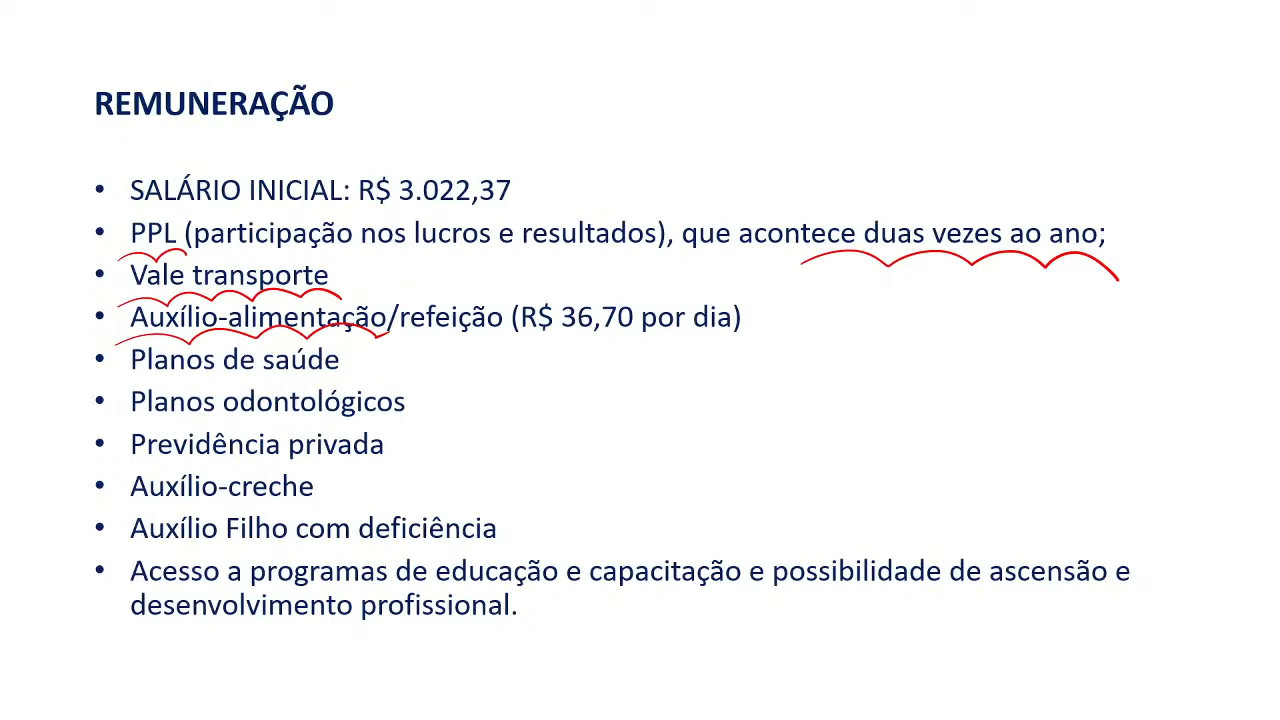 REMUNERAÇÃO
• SALÁRIO INICIAL: R$ 3.022,37
• PPL (participação nos lucros e resultados), que acontece duas vezes ao ano;
• Vale transporte
• Auxílio-alimentação/refeição (R$ 36,70 por dia)
• Planos de saúde
• Planos odontológicos
• Previdência privada
• Auxílio-creche
• Auxílio Filho com deficiência
• Acesso a programas de educação e capacitação e possibilidade de ascensão e
desenvolvimento profissional.